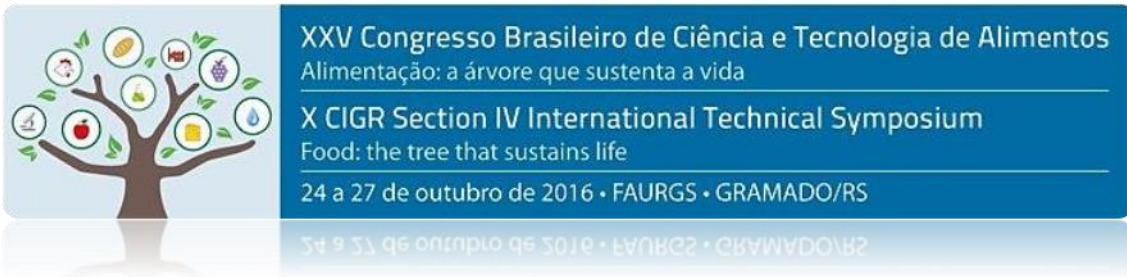 XXV Congresso Brasileiro de Ciência e Tecnologia de Alimentos
Alimentação: a árvore que sustenta a vida
X CIGR Section IV International Technical Symposium
Food: the tree that sustains life
24 a 27 de outubro de 2016 • FAURGS • GRAMADO/RS